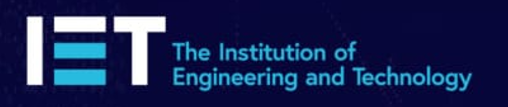 IET
The Institution of
Engineering and Technology